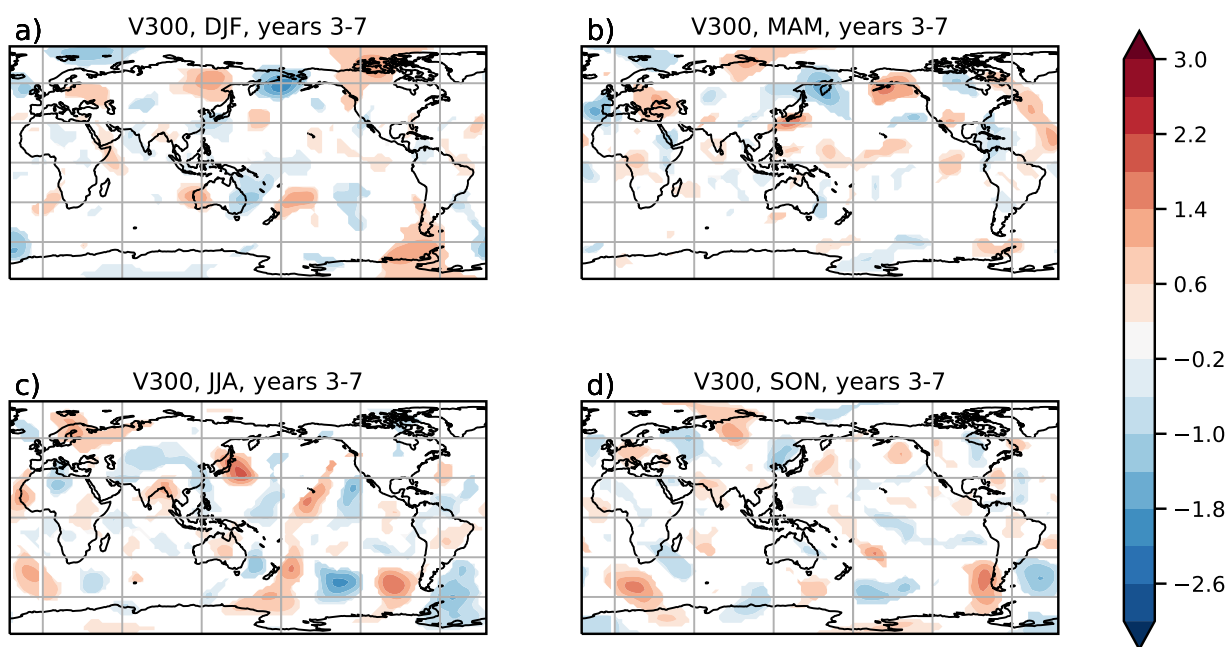 a) V300, DJF, years 3-7
b) V300, MAM, years 3-7
c) V300, JJA, years 3-7
d) V300, SON, years 3-7
3.0
2.2
1.4
0.6
−0.2
−1.0
−1.8
−2.6